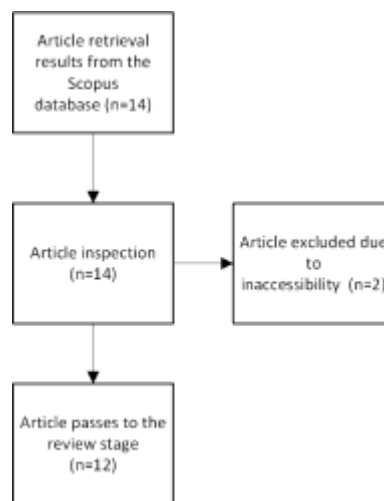 Article retrieval
results from the
Scopus
database (n=14)
Article inspection
(n=14)
Article excluded due
to
inaccessibility (n=2)
Article passes to the
review stage
(n=12)